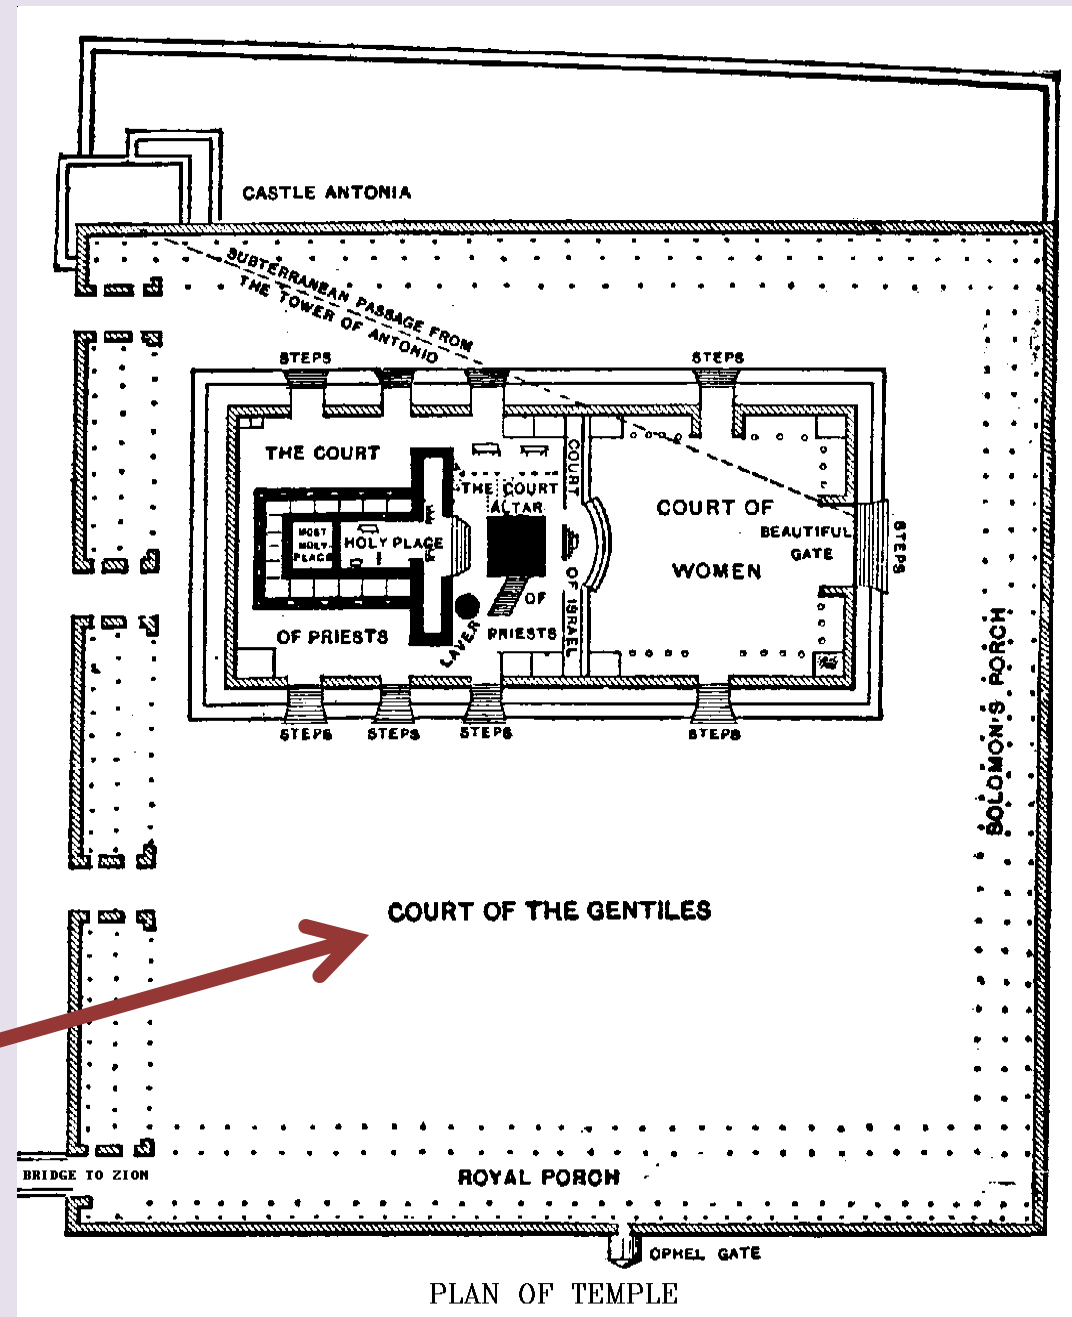 CASTLE ANTONIA
SUBTERRANEAN PASSAGE FROM
THE TOWER OF ANTONIO
STEPS
STEPS
THE COURT
COURT
THE COURT
ALTAR
COURT OF
MOST
HOLY
PLACE
HOLY PLACE
BEAUTIFUL
GATE
STEPS
WOMEN
OF
OF ISRAEL
OF PRIESTS
LAVER
PRIESTS
SOLOMON'S PORCH
STEPS
STEPS
STEPS
STEPS
COURT OF THE GENTILES
BRIDGE TO ZION
ROYAL PORCH
OPHEL GATE
PLAN OF TEMPLE